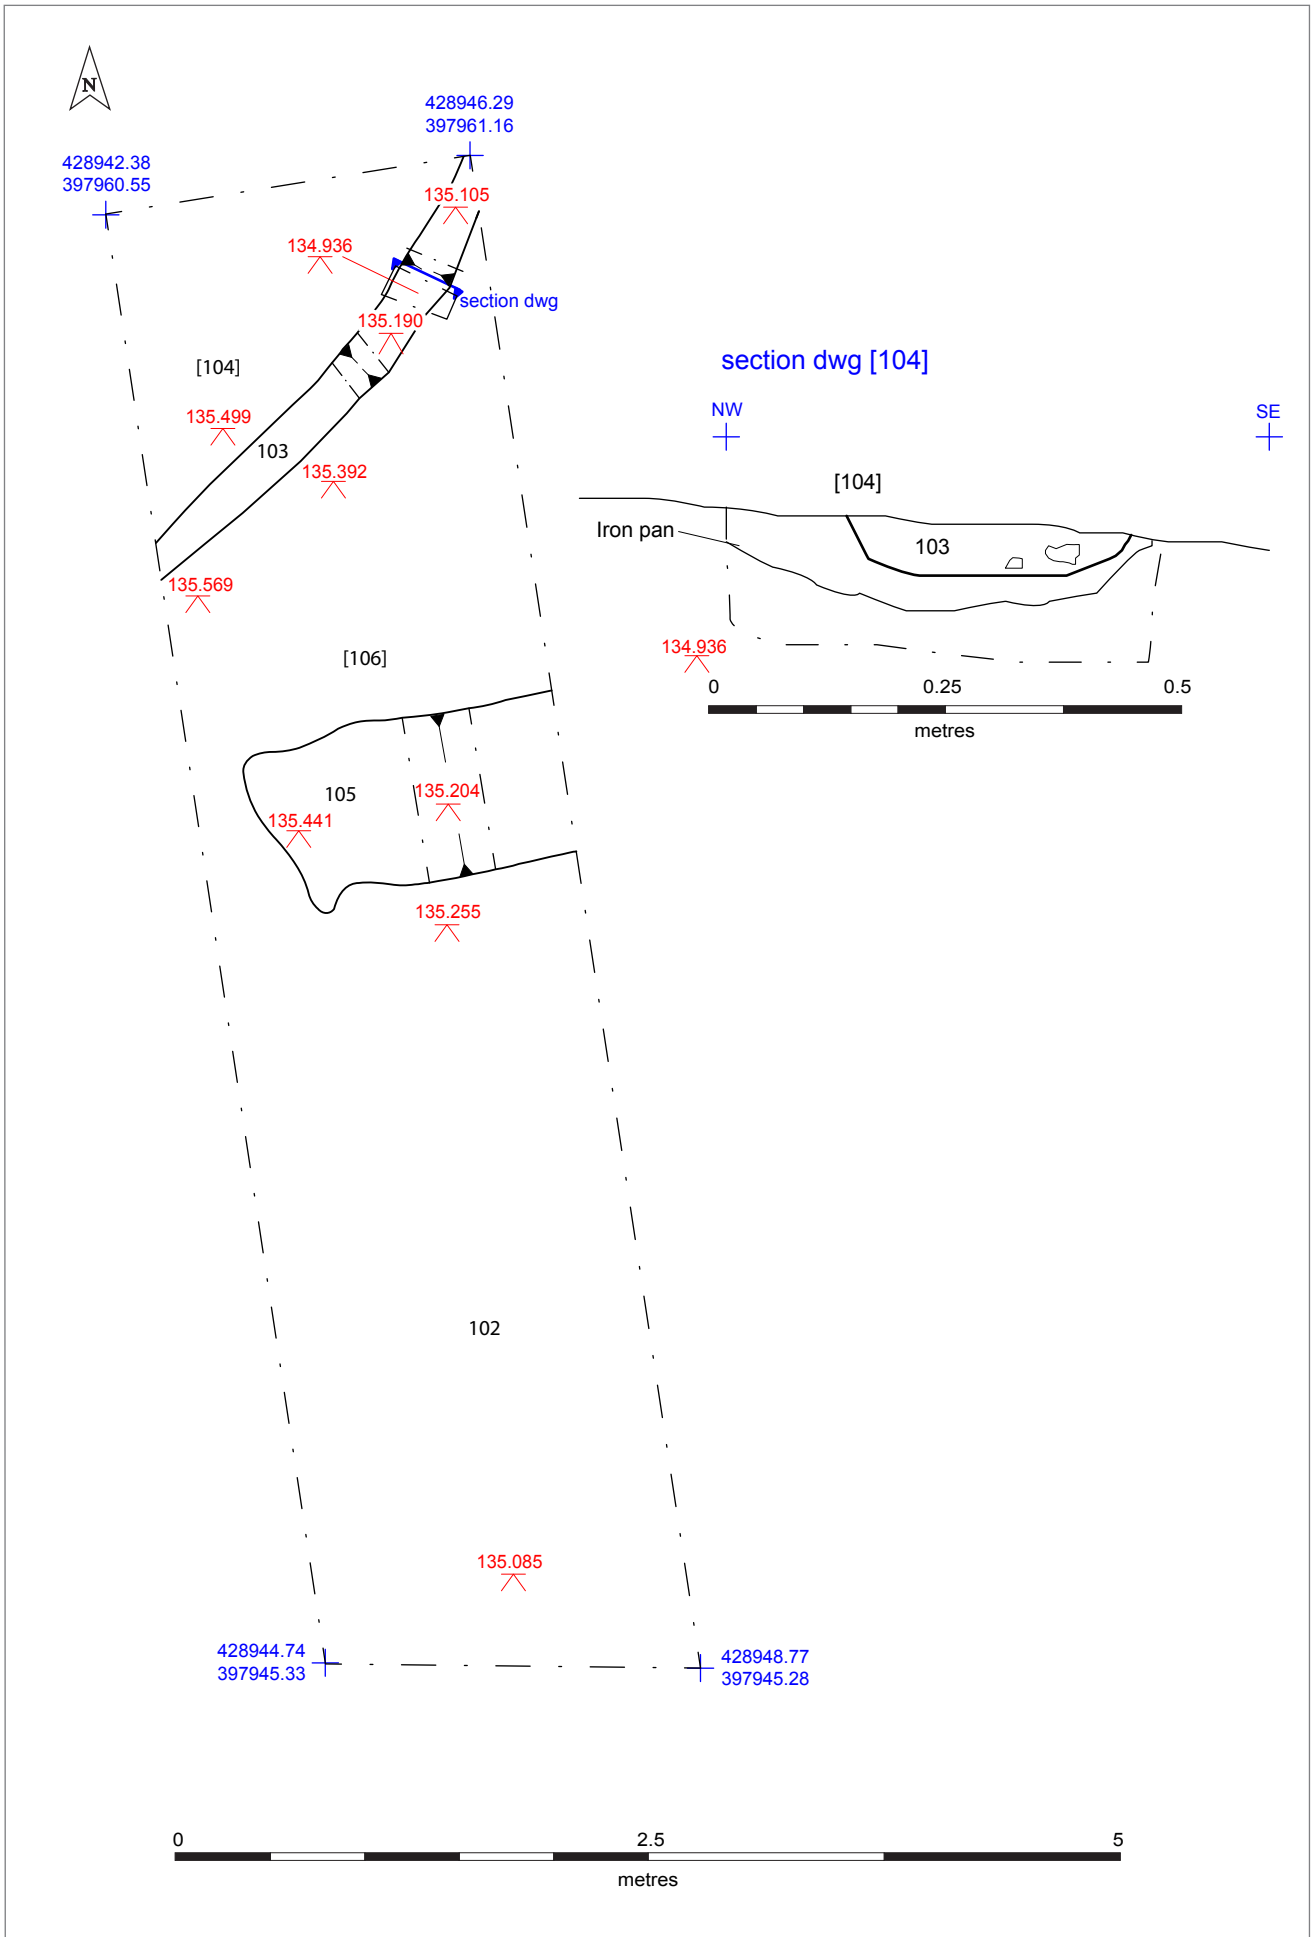 N
428946.29
397961.16
428942.38
397960.55
135.105
134.936
section dwg
135.190
[104]
135.499
103
135.392
135.569
section dwg [104]
NW
SE
[104]
Iron pan
103
134.936
0 0.25 0.5
metres
[106]
105
135.204
135.441
135.255
102
135.085
428944.74
397945.33
428948.77
397945.28
0 2.5 5
metres